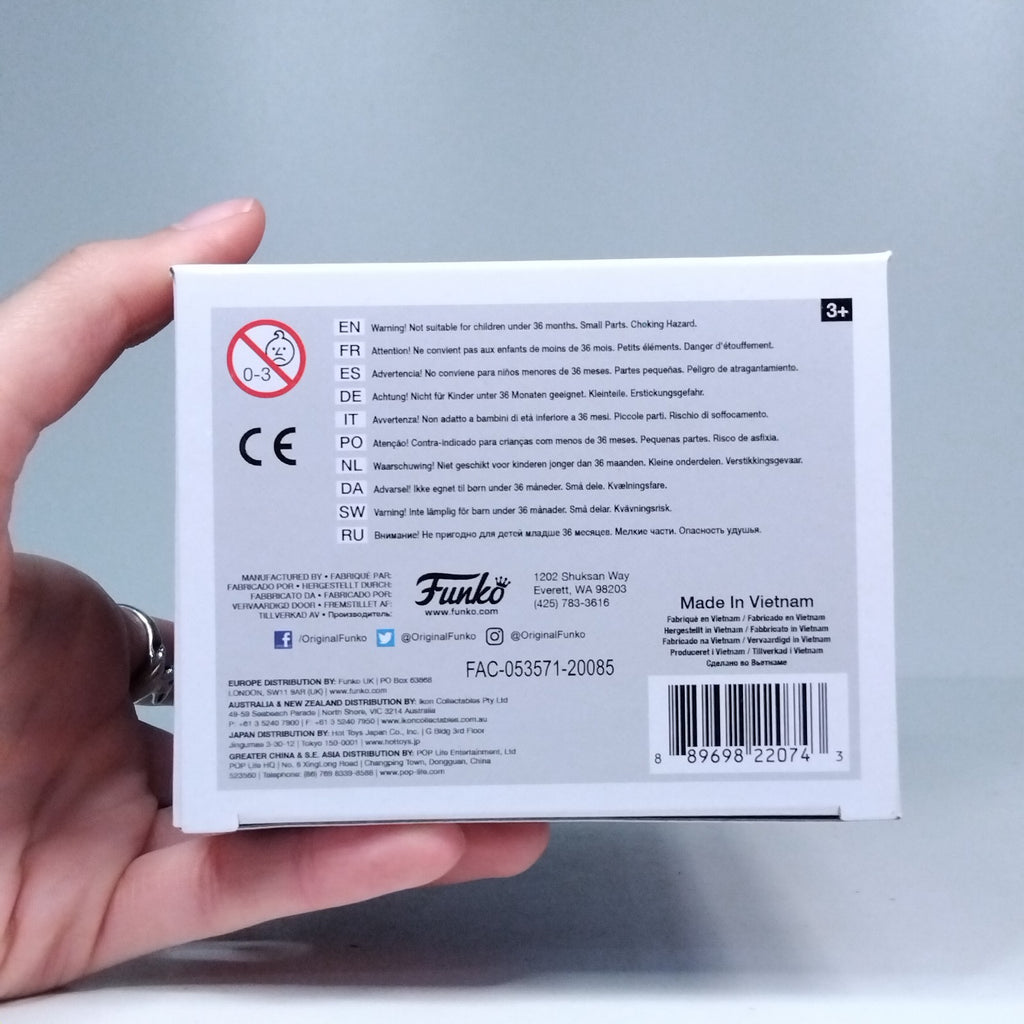 3+
0-3
CE
EN Warning! Not suitable for children under 36 months. Small Parts. Choking Hazard.
FR Attention! Ne convient pas aux enfants de moins de 36 mois. Petits éléments. Danger d'étouffement.
ES Advertencia! No conviene para niños menores de 36 meses. Partes pequeñas. Peligro de atragantamiento.
DE Achtung! Nicht für Kinder unter 36 Monaten geeignet. Kleinteile. Erstickungsgefahr.
IT Avvertenza! Non adatto a bambini di età inferiore a 36 mesi. Piccole parti. Rischio di soffocamento.
PO Atenção! Contra-indicado para crianças com menos de 36 meses. Pequenas partes. Risco de asfixia.
NL Waarschuwing! Niet geschikt voor kinderen jonger dan 36 maanden. Kleine onderdelen. Verstikkingsgevaar.
DA Advarsel! Ikke egnet til børn under 36 måneder. Små dele. Kvælningsfare.
SW Varning! Inte lämplig för barn under 36 månader. Små delar. Kvävningsrisk.
RU Внимание! Не пригодно для детей младше 36 месяцев. Мелкие части. Опасность удушья.
MANUFACTURED BY • FABRIQUÉ PAR:
FABRICADO POR • HERGESTELLT DURCH:
FABBRICATO DA • FABRICADO POR:
VERVAARDIGD DOOR • FREMSTILLET AF:
TILLVERKAD AV • Производитель:
Funko
www.funko.com
1202 Shuksan Way
Everett, WA 98203
(425) 783-3616
/OriginalFunko @OriginalFunko @OriginalFunko
FAC-053571-20085
Made In Vietnam
Fabriqué en Vietnam / Fabricado en Vietnam
Hergestellt in Vietnam / Fabbricato in Vietnam
Fabricado na Vietnam / Vervaardigd in Vietnam
Produceret i Vietnam / Tillverkad i Vietnam
Сделано во Вьетнаме
EUROPE DISTRIBUTION BY: Funko UK | PO Box 63868
LONDON, SW11 9AR (UK) | www.funko.com
AUSTRALIA & NEW ZEALAND DISTRIBUTION BY: Ikon Collectables Pty Ltd
49-59 Seabeach Parade | North Shore, VIC 3214 Australia
P: +61 3 5240 7900 | F: +61 3 5240 7950 | www.ikoncollectables.com.au
JAPAN DISTRIBUTION BY: Hot Toys Japan Co., Inc. | G Bldg 3rd Floor
Jingumae 3-30-12 | Tokyo 150-0001 | www.hottoys.jp
GREATER CHINA & S.E. ASIA DISTRIBUTION BY: POP Life Entertainment, Ltd
POP Life HQ | No. 6 XingLong Road | Changping Town, Dongguan, China
523560 | Telephone: (86) 769 8339-8588 | www.pop-life.com
8 89698 22074 3